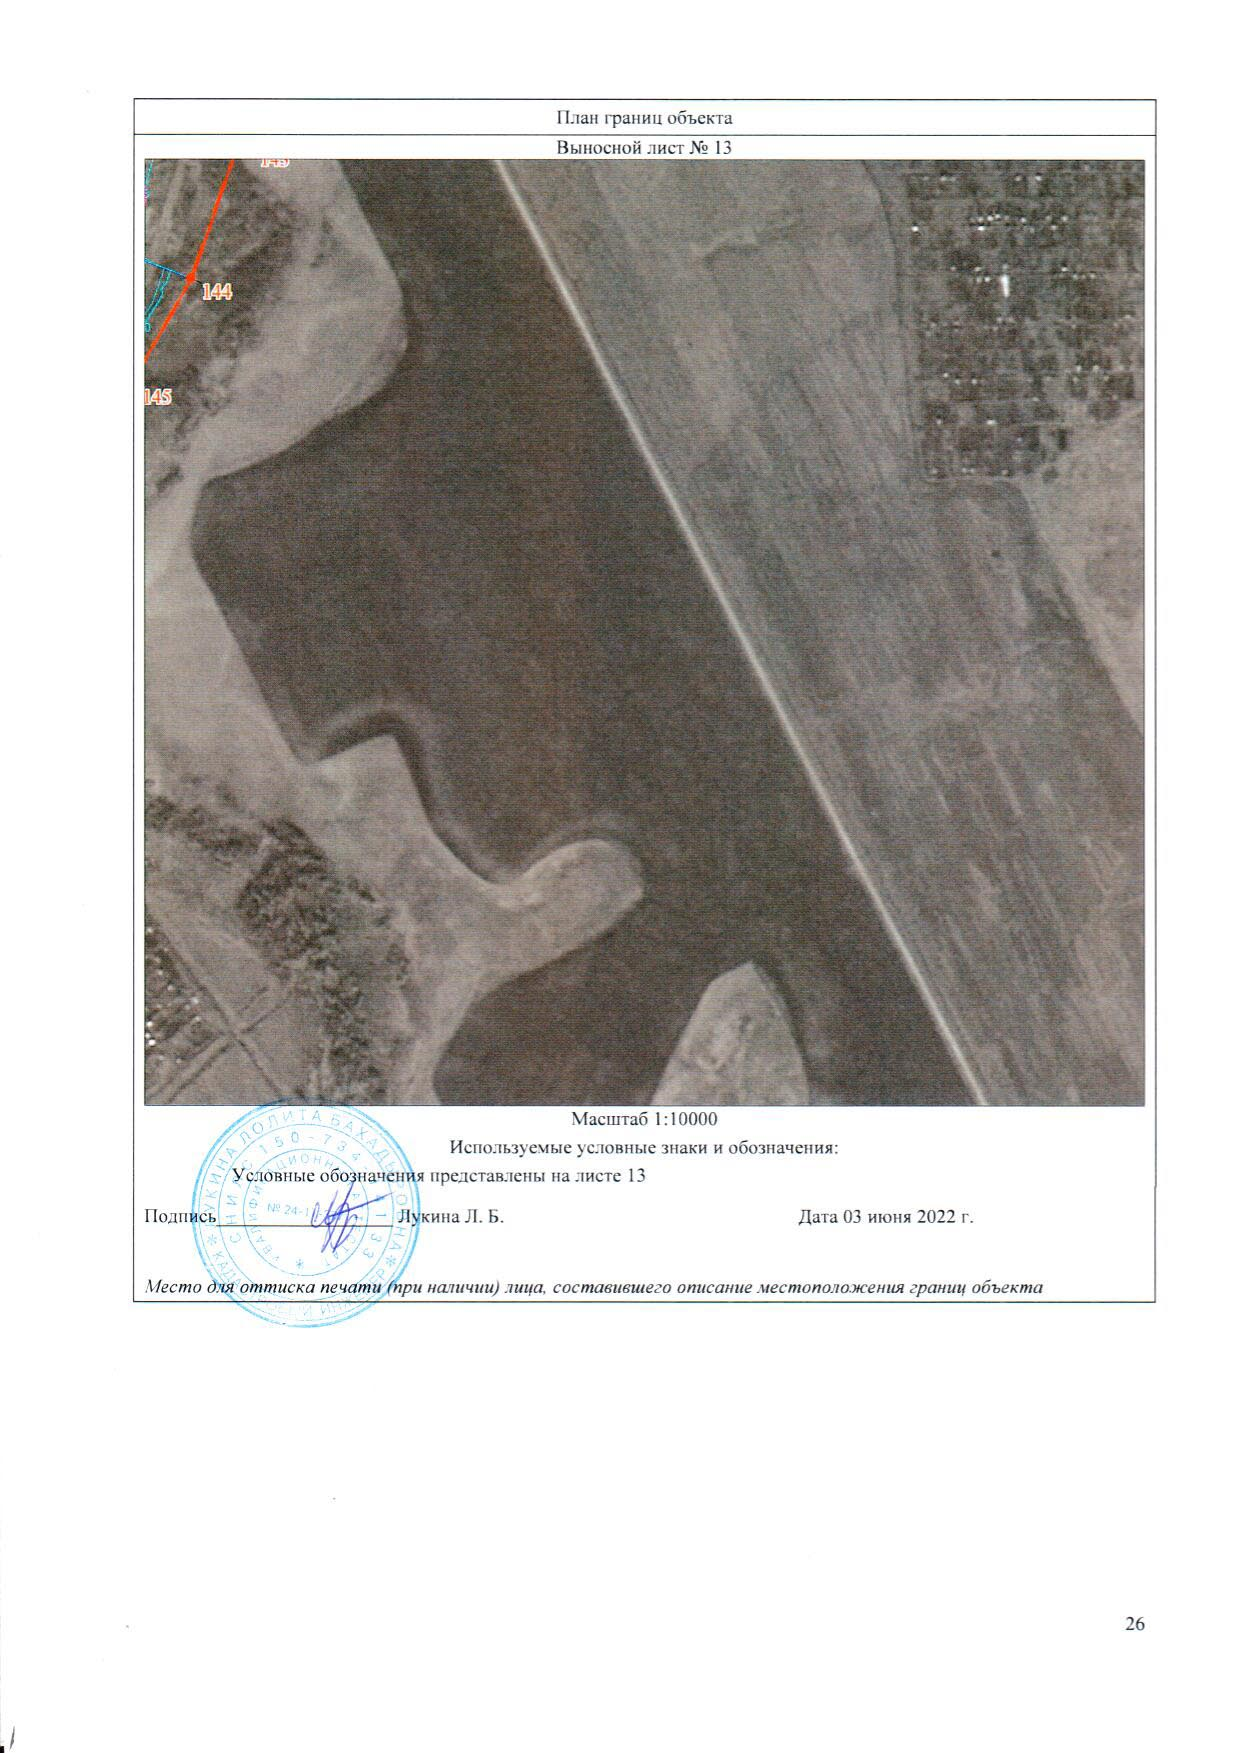 План границ объекта
Выносной лист № 13
144
145
Масштаб 1:10000
Используемые условные знаки и обозначения:
Условные обозначения представлены на листе 13
Подпись Лукина Л. Б. Дата 03 июня 2022 г.
Место для оттиска печати (при наличии) лица, составившего описание местоположения границ объекта
ЛУКИНА ЛОЛИТА
26